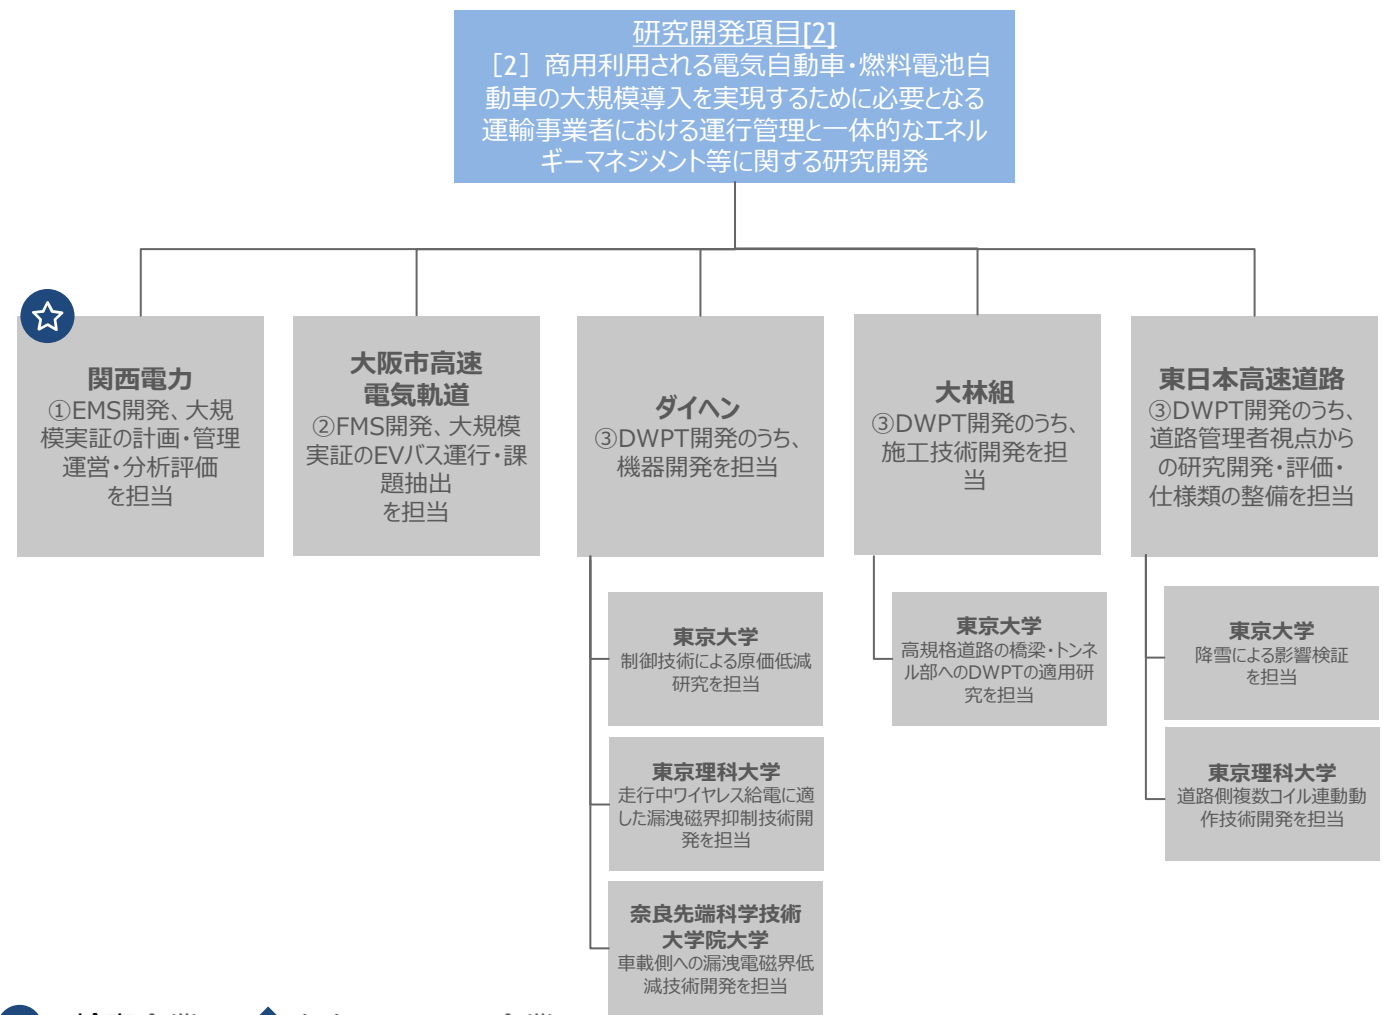 研究開発項目[2]
［2］商用利用される電気自動車・燃料電池自
動車の大規模導入を実現するために必要となる
運輸事業者における運行管理と一体的なエネル
ギーマネジメント等に関する研究開発
関西電力
①EMS開発、大規
模実証の計画・管理
運営・分析評価
を担当
大阪市高速
電気軌道
②FMS開発、大規模
実証のEVバス運行・課
題抽出
を担当
ダイヘン
③DWPT開発のうち、
機器開発を担当
大林組
③DWPT開発のうち、
施工技術開発を担
当
東日本高速道路
③DWPT開発のうち、
道路管理者視点から
の研究開発・評価・
仕様類の整備を担当
東京大学
制御技術による原価低減
研究を担当
東京理科大学
走行中ワイヤレス給電に適
した漏洩磁界抑制技術開
発を担当
奈良先端科学技術
大学院大学
車載側への漏洩電磁界低
減技術開発を担当
東京大学
高規格道路の橋梁・トンネ
ル部へのDWPTの適用研
究を担当
東京大学
降雪による影響検証
を担当
東京理科大学
道路側複数コイル連動動
作技術開発を担当